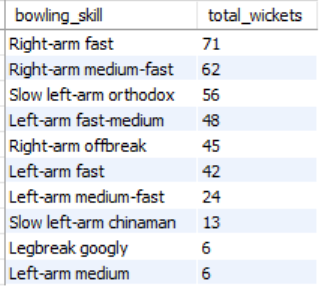 bowling_skill total_wickets
Right-arm fast 71
Right-arm medium-fast 62
Slow left-arm orthodox 56
Left-arm fast-medium 48
Right-arm offbreak 45
Left-arm fast 42
Left-arm medium-fast 24
Slow left-arm chinaman 13
Legbreak googly 6
Left-arm medium 6